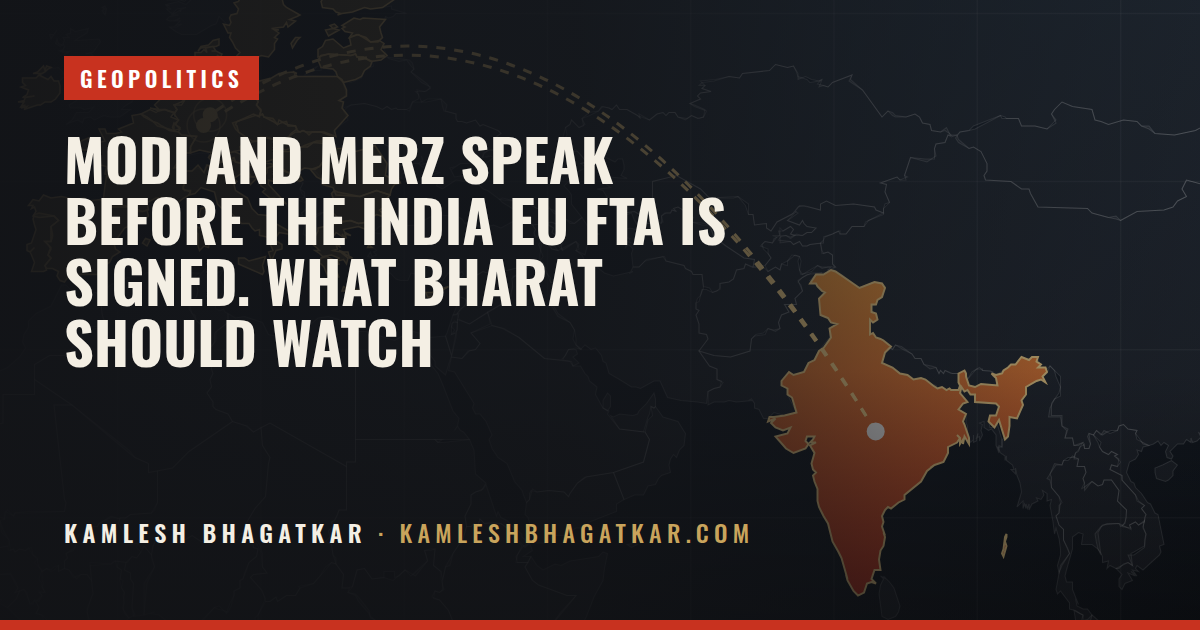 GEOPOLITICS
MODI AND MERZ SPEAK
BEFORE THE INDIA EU FTA IS
SIGNED. WHAT BHARAT
SHOULD WATCH
KAMLESH BHAGATKAR · KAMLESHBHAGATKAR.COM